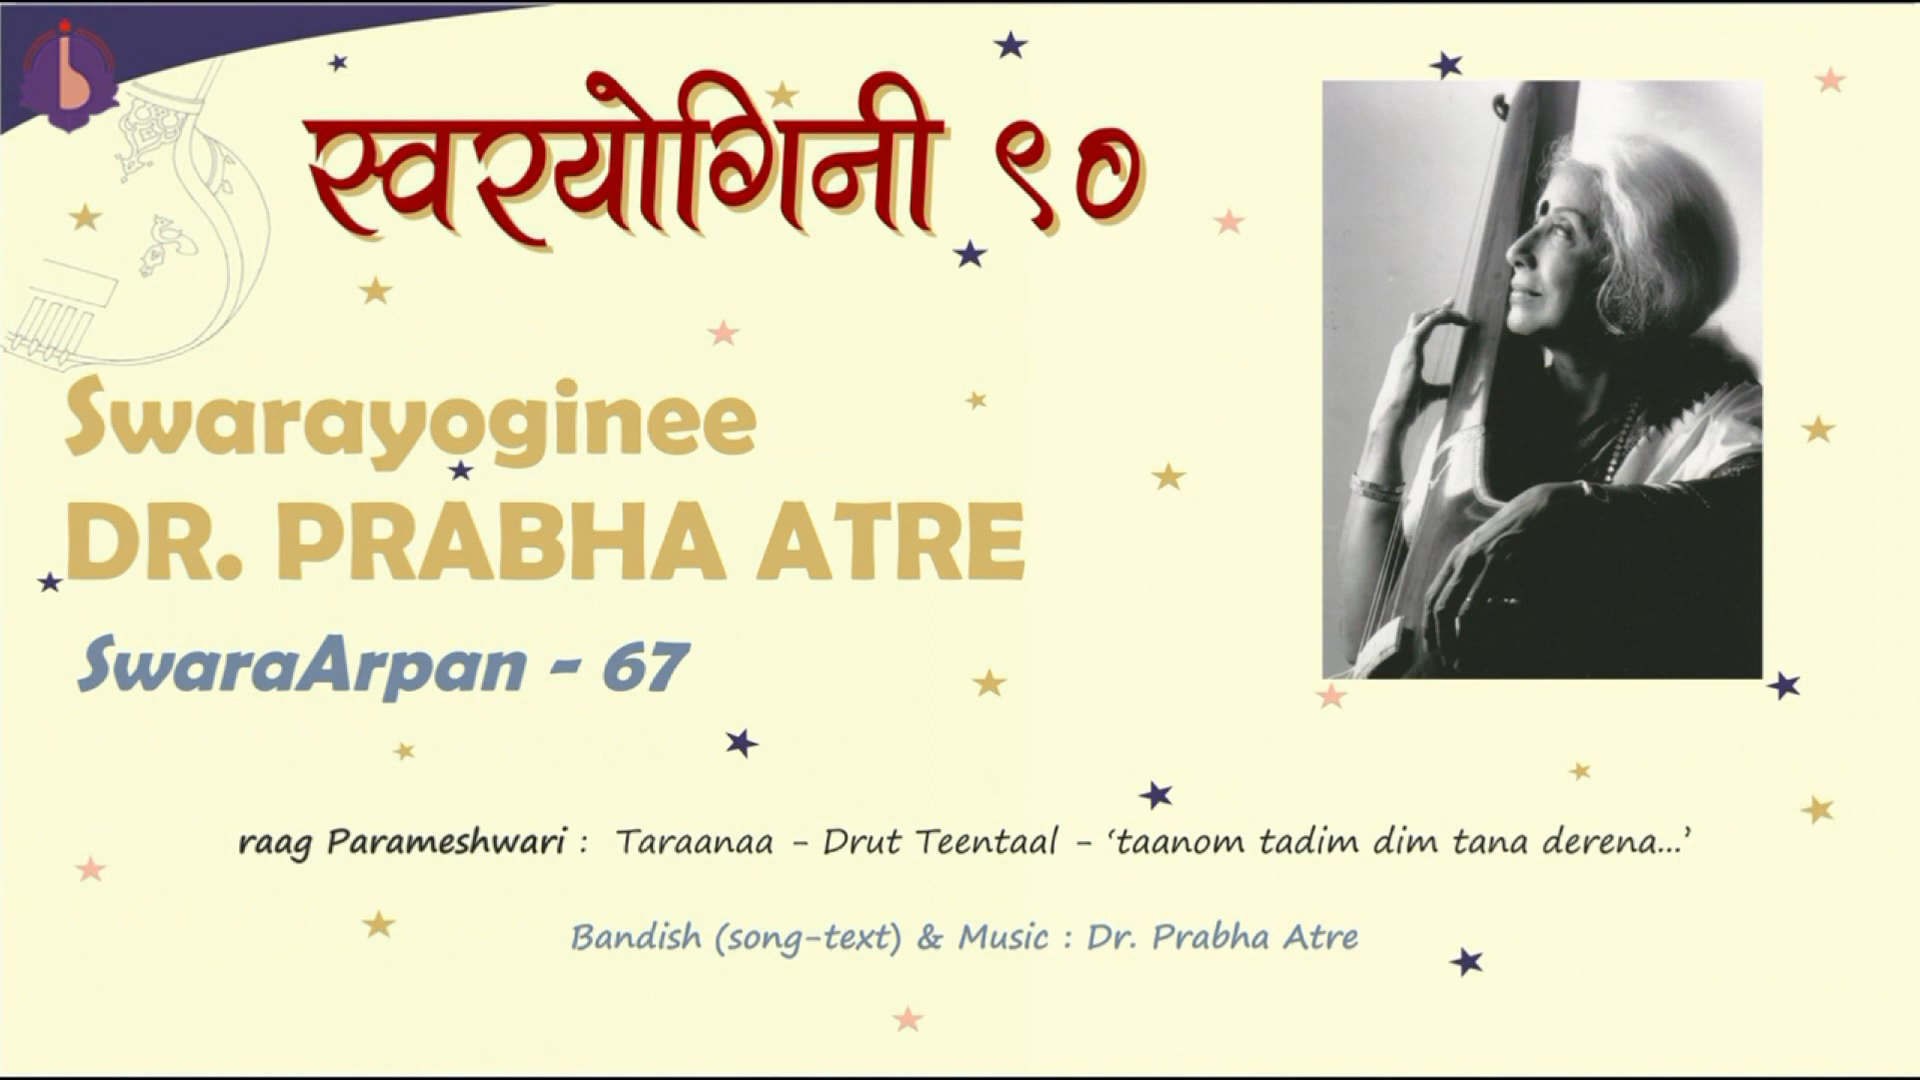 स्वरयोगिनी ९०
Swarayoginee
DR. PRABHA ATRE
SwaraArpan - 67
raag Parameshwari : Taraanaa - Drut Teentaal - ‘taanom tadim dim tana derena...’
Bandish (song-text) & Music : Dr. Prabha Atre